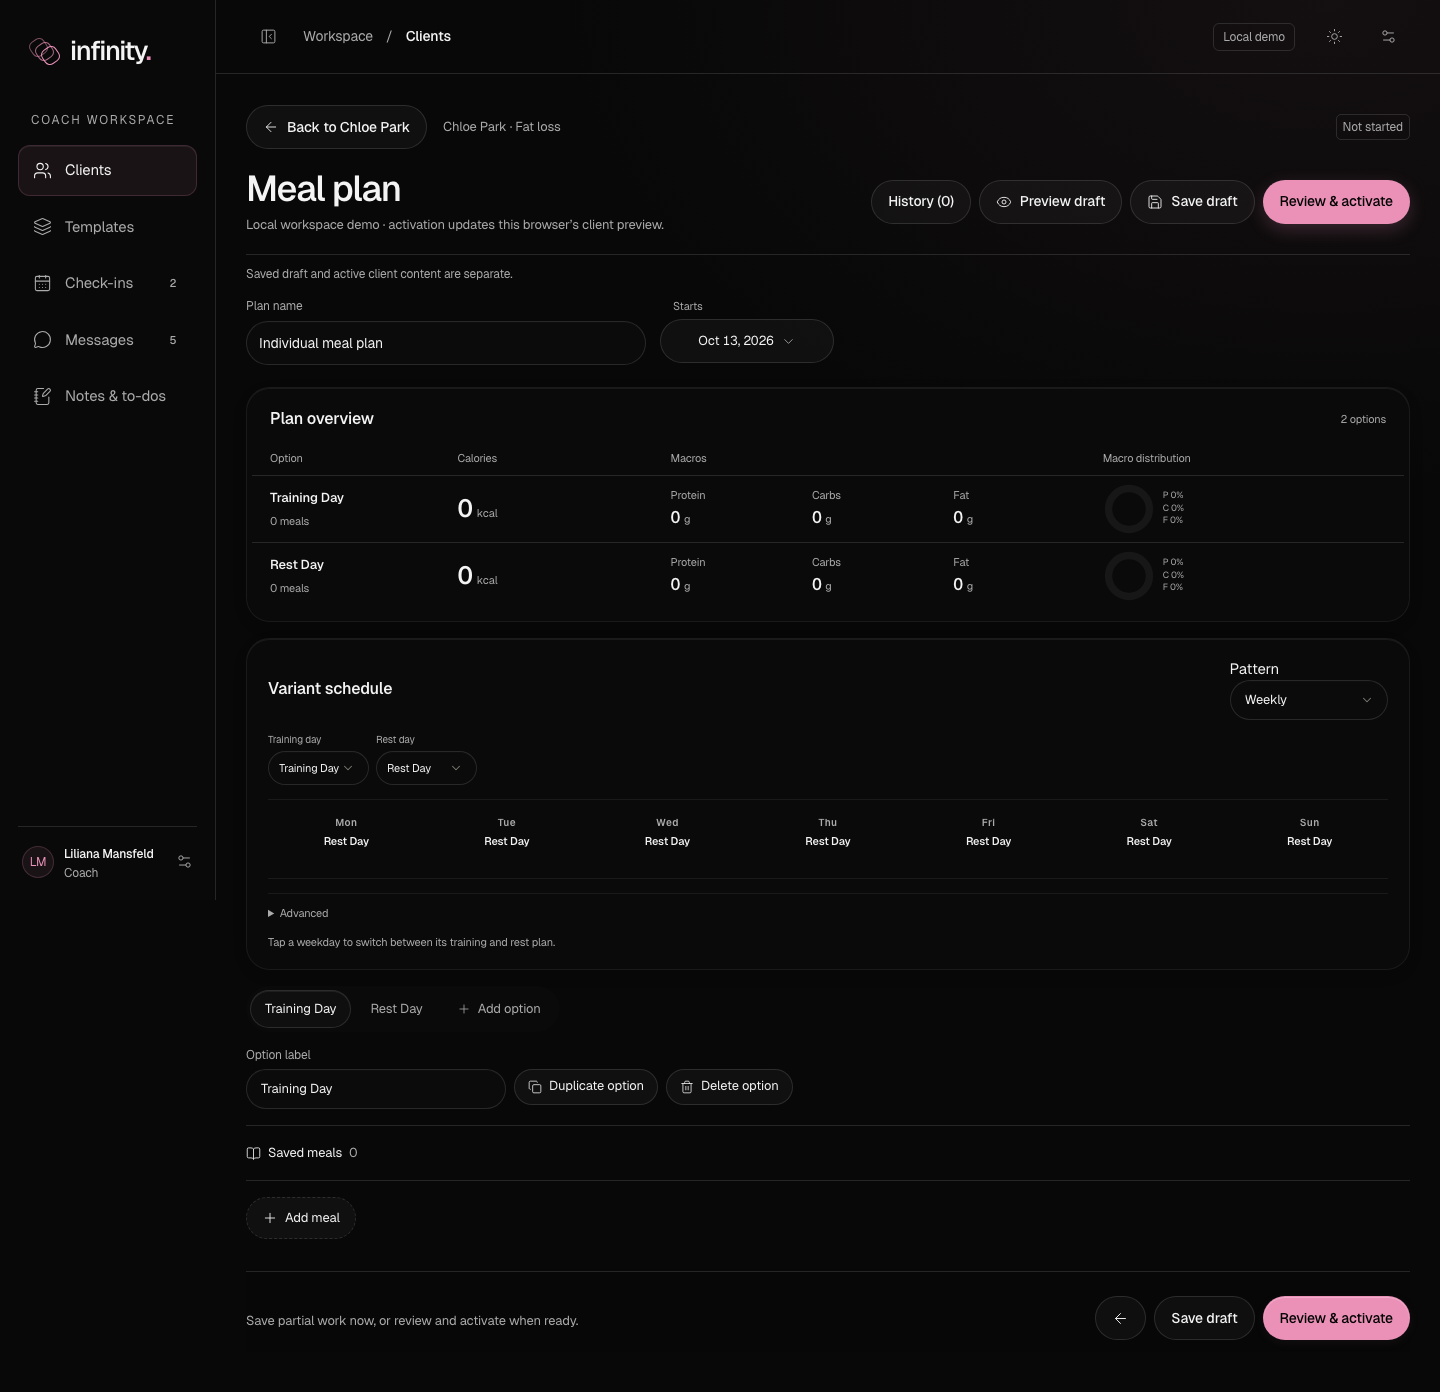 infinity.
COACH WORKSPACE
Clients
Templates
Check-ins 2
Messages 5
Notes & to-dos
LM
Liliana Mansfeld
Coach
Workspace / Clients
Local demo
Back to Chloe Park
Chloe Park · Fat loss
Not started
Meal plan
Local workspace demo · activation updates this browser's client preview.
History (0)
Preview draft
Save draft
Review & activate
Saved draft and active client content are separate.
Plan name
Individual meal plan
Starts
Oct 13, 2026
Plan overview
2 options
Option Calories Macros Macro distribution
Training Day
0 meals
0 kcal
Protein
0 g
Carbs
0 g
Fat
0 g
P 0%
C 0%
F 0%
Rest Day
0 meals
0 kcal
Protein
0 g
Carbs
0 g
Fat
0 g
P 0%
C 0%
F 0%
Variant schedule
Pattern
Weekly
Training day
Training Day
Rest day
Rest Day
Mon Tue Wed Thu Fri Sat Sun
Rest Day Rest Day Rest Day Rest Day Rest Day Rest Day Rest Day
Advanced
Tap a weekday to switch between its training and rest plan.
Training Day
Rest Day
Add option
Option label
Training Day
Duplicate option
Delete option
Saved meals 0
Add meal
Save partial work now, or review and activate when ready.
Save draft
Review & activate